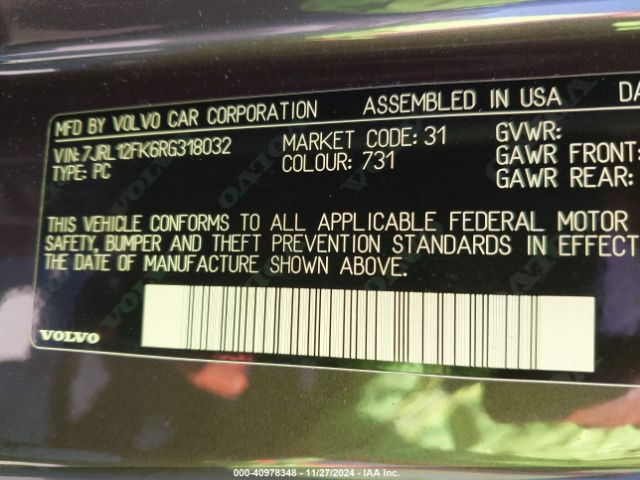 MFD BY VOLVO CAR CORPORATION ASSEMBLED IN USA DA
VIN: 7JRL12FK6RG318032 MARKET CODE: 31 GVWR:
TYPE: PC COLOUR: 731 GAWR FRONT:
GAWR REAR:
THIS VEHICLE CONFORMS TO ALL APPLICABLE FEDERAL MOTOR
SAFETY, BUMPER AND THEFT PREVENTION STANDARDS IN EFFECT
THE DATE OF MANUFACTURE SHOWN ABOVE.
VOLVO
000-40978348 - 11/27/2024 - IAA Inc.